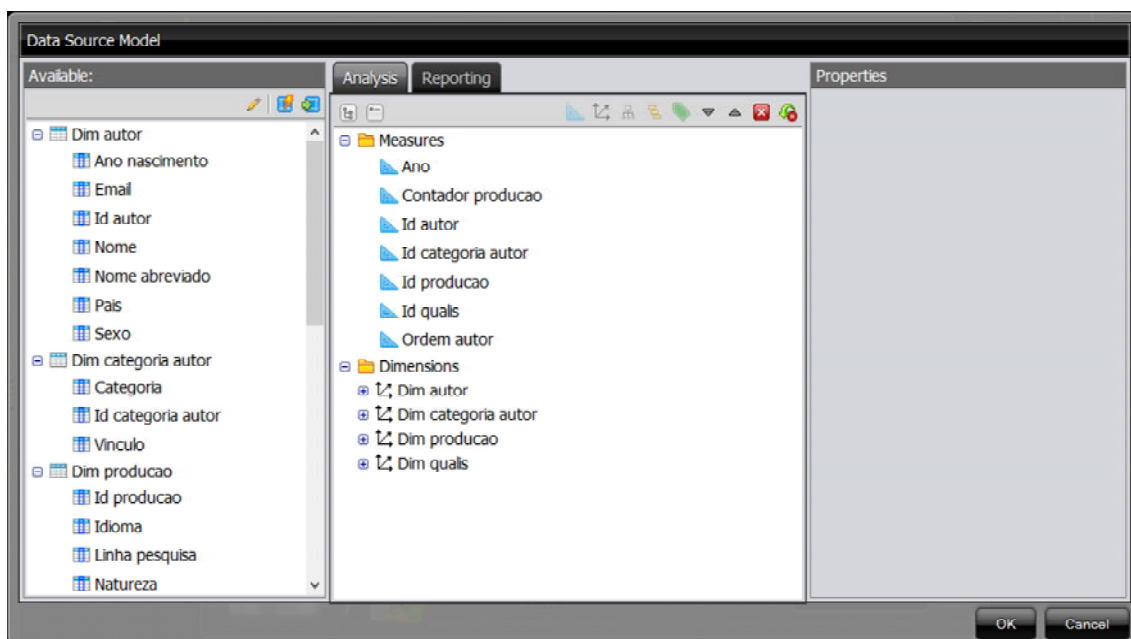 Data Source Model
Available:
Dim autor
Ano nascimento
Email
Id autor
Nome
Nome abreviado
Pais
Sexo
Dim categoria autor
Categoria
Id categoria autor
Vinculo
Dim producao
Id producao
Idioma
Linha pesquisa
Natureza
Analysis
Reporting
Measures
Ano
Contador producao
Id autor
Id categoria autor
Id producao
Id qualis
Ordem autor
Dimensions
Dim autor
Dim categoria autor
Dim producao
Dim qualis
Properties
OK
Cancel